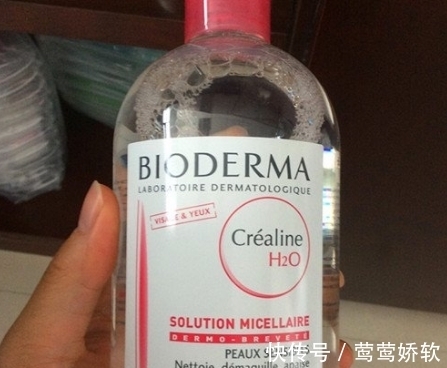 BIODERMA
LABORATOIRE DERMATOLOGIQUE
VISAGE & YEUX
Créaline
H2O
SOLUTION MICELLAIRE
DERMO-BREVETÉ
PEAUX
Nettoie, démaquille, apaise
快传号 / 莺莺娇软